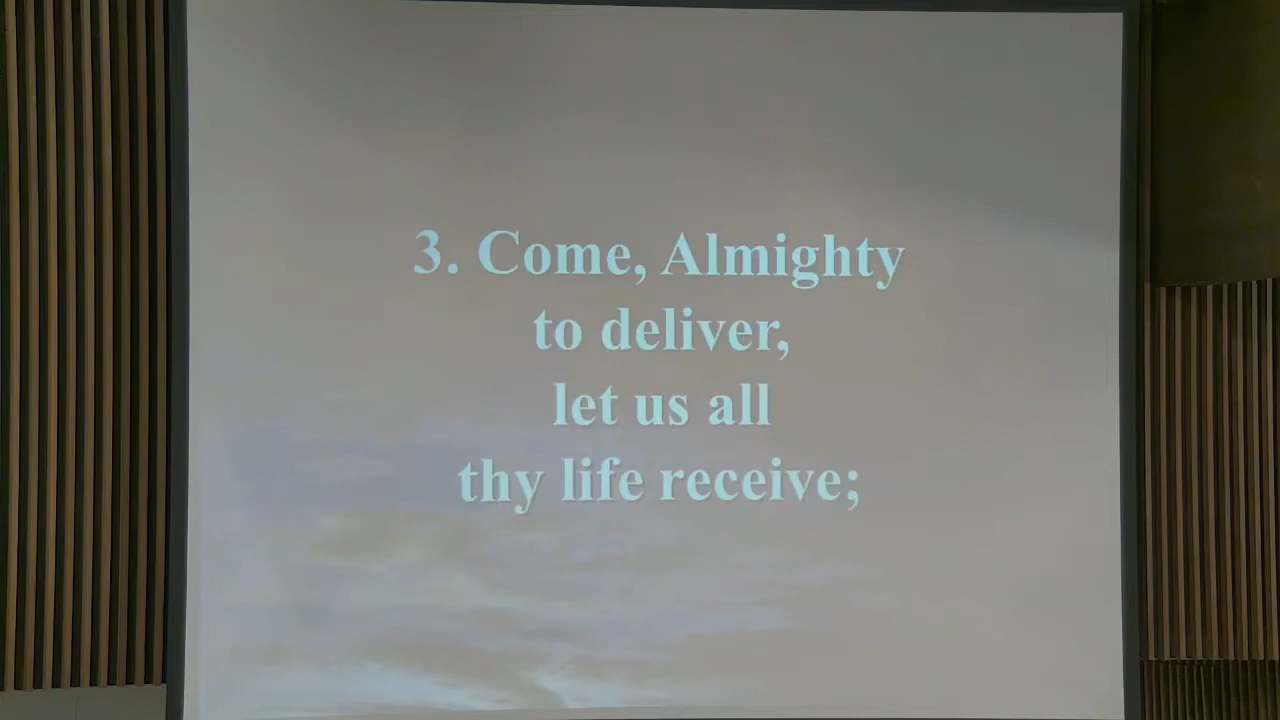 3. Come, Almighty
to deliver,
let us all
thy life receive;